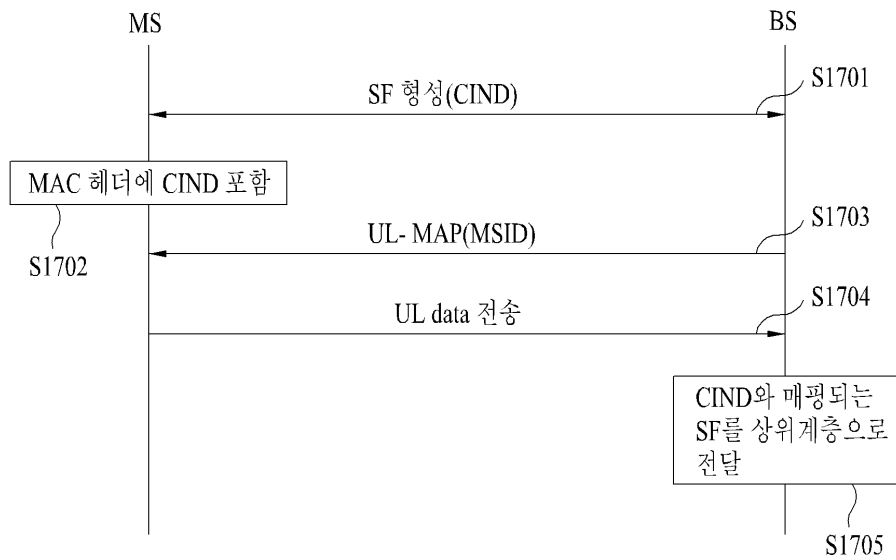 MS
BS
S1701
SF 형성(CIND)
MAC 헤더에 CIND 포함
S1702
UL- MAP(MSID)
S1703
UL data 전송
S1704
CIND와 매핑되는
SF를 상위계층으로
전달
S1705